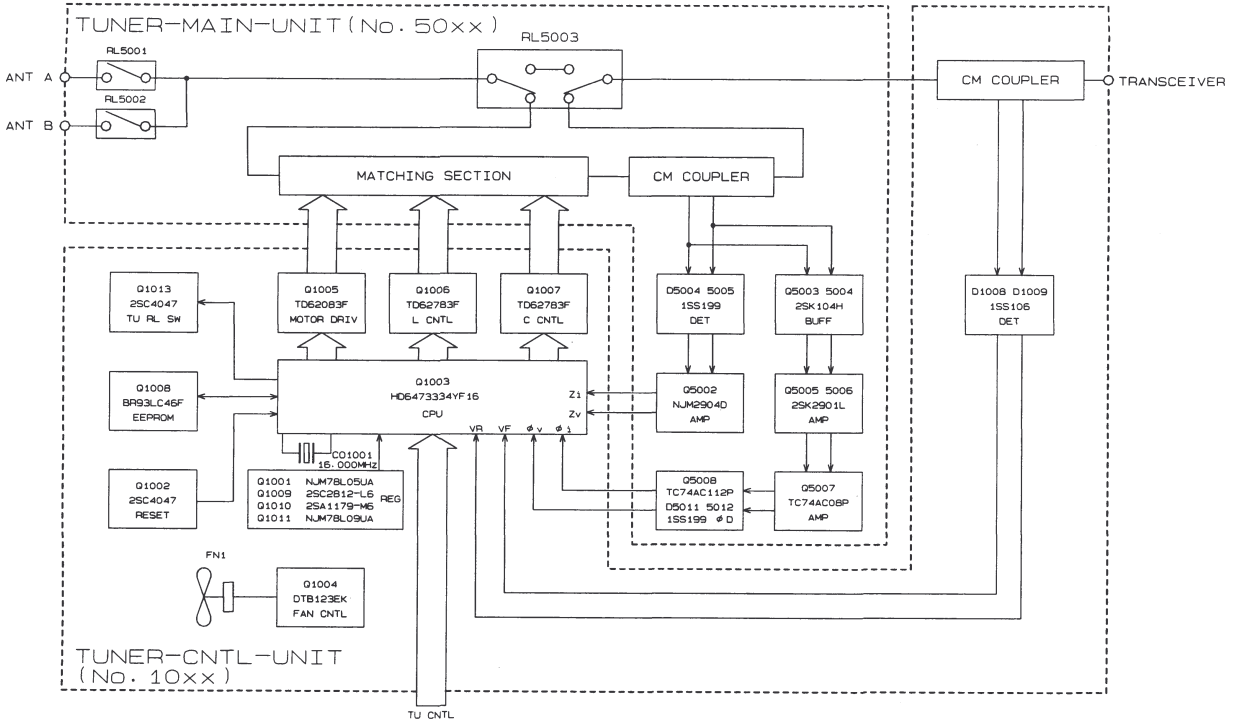 TUNER-MAIN-UNIT(No. 50xx)
RL5001
RL5002
RL5003
ANT A
ANT B
CM COUPLER
TRANSCEIVER
MATCHING SECTION
CM COUPLER
Q1013
2SC4047
TU RL SW
Q1005
TD62083F
MOTOR DRIV
Q1006
TD62783F
L CNTL
Q1007
TD62783F
C CNTL
D5004 5005
1SS199
DET
Q5003 5004
2SK104H
BUFF
D1008 D1009
1SS106
DET
Q1008
BR93LC46F
EEPROM
Q1003
HD6473334YF16
CPU
Zi
Zv
VR
VF
Øv
Øi
Q5002
NJM2904D
AMP
Q5005 5006
2SK2901L
AMP
CO1001
16.000MHZ
Q1002
2SC4047
RESET
Q1001 NJM78L05UA
Q1009 2SC2812-L6
Q1010 2SA1179-M6
Q1011 NJM78L09UA
REG
Q5008
TC74AC112P
D5011 5012
1SS199 ØD
Q5007
TC74AC08P
AMP
FN1
Q1004
DTB123EK
FAN CNTL
TUNER-CNTL-UNIT
(No. 10xx)
TU CNTL